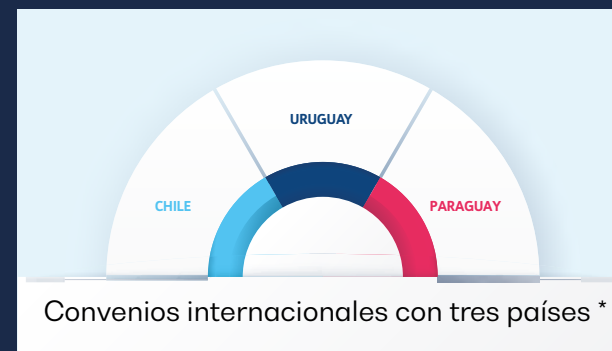 URUGUAY
CHILE
PARAGUAY
Convenios internacionales con tres países *